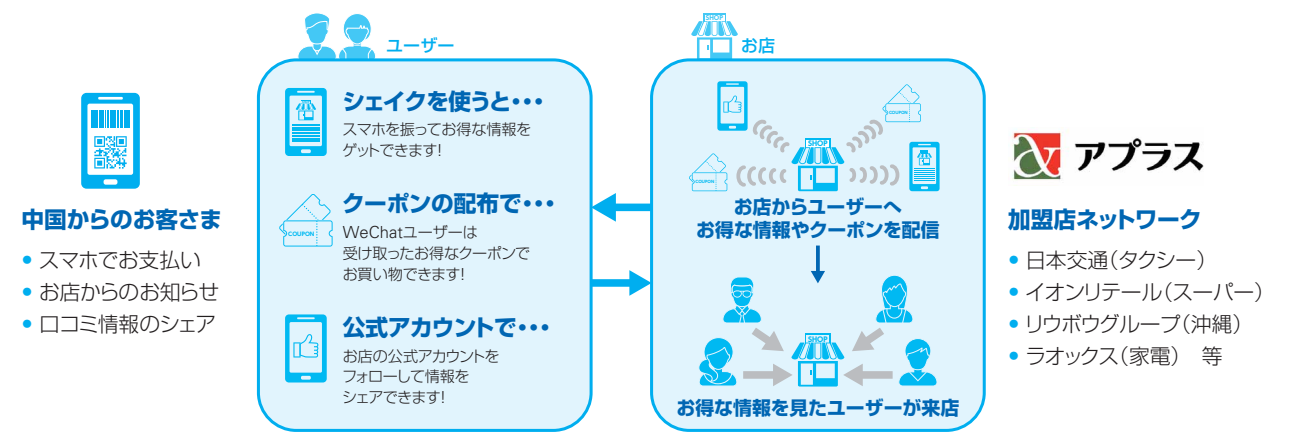 中国からのお客さま
• スマホでお支払い
• お店からのお知らせ
• 口コミ情報のシェア
ユーザー
シェイクを使うと・・・
スマホを振ってお得な情報を
ゲットできます!
クーポンの配布で・・・
COUPON
WeChatユーザーは
受け取ったお得なクーポンで
お買い物できます!
公式アカウントで・・・
お店の公式アカウントを
フォローして情報を
シェアできます!
SHOP
お店
COUPON
SHOP
COUPON
お店からユーザーへ
お得な情報やクーポンを配信
SHOP
お得な情報を見たユーザーが来店
& アプラス
加盟店ネットワーク
• 日本交通(タクシー)
• イオンリテール(スーパー)
• リウボウグループ(沖縄)
• ラオックス(家電)　等